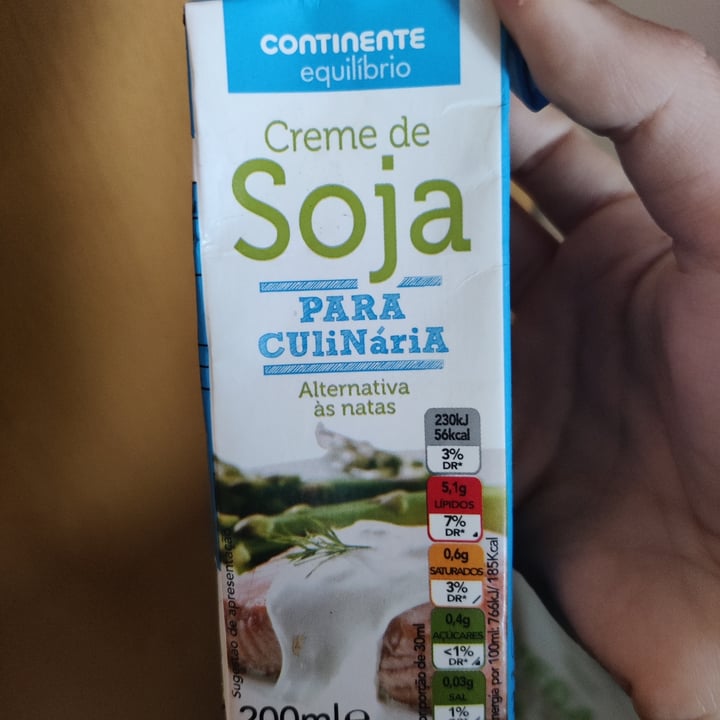 CONTINENTE
equilíbrio
Creme de
Soja
PARA
CUliNáriA
Alternativa
às natas
230kJ
56kcal
3%
DR*
5,1g
LÍPIDOS
7%
DR*
0,6g
SATURADOS
3%
DR*
0,4g
AÇÚCARES
<1%
DR*
0,03g
SAL
1%
Sugestão de apresentação
porção de 30ml
energia por 100ml: 766kJ/185Kcal
200ml e